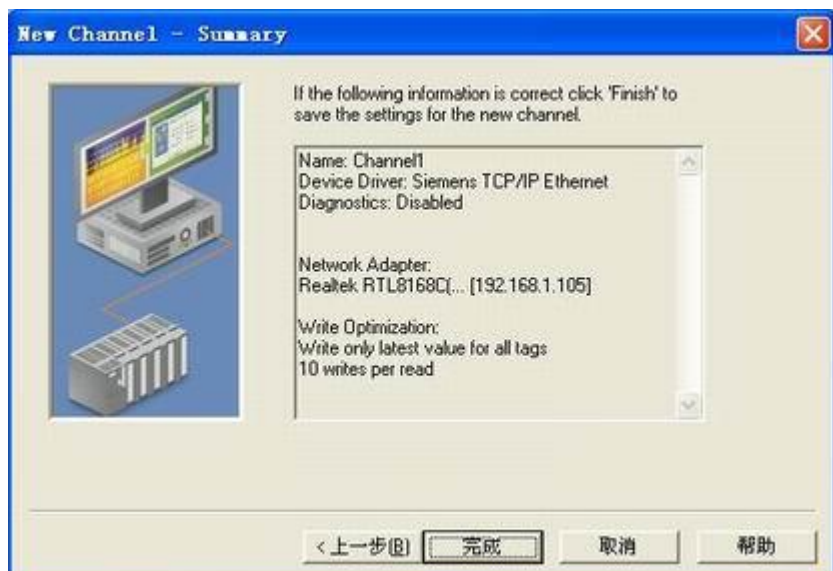 New Channel - Summary
If the following information is correct click 'Finish' to
save the settings for the new channel.
Name: Channel1
Device Driver: Siemens TCP/IP Ethernet
Diagnostics: Disabled
Network Adapter:
Realtek RTL8168C(... [192.168.1.105]
Write Optimization:
Write only latest value for all tags
10 writes per read
<上一步(B)
完成
取消
帮助